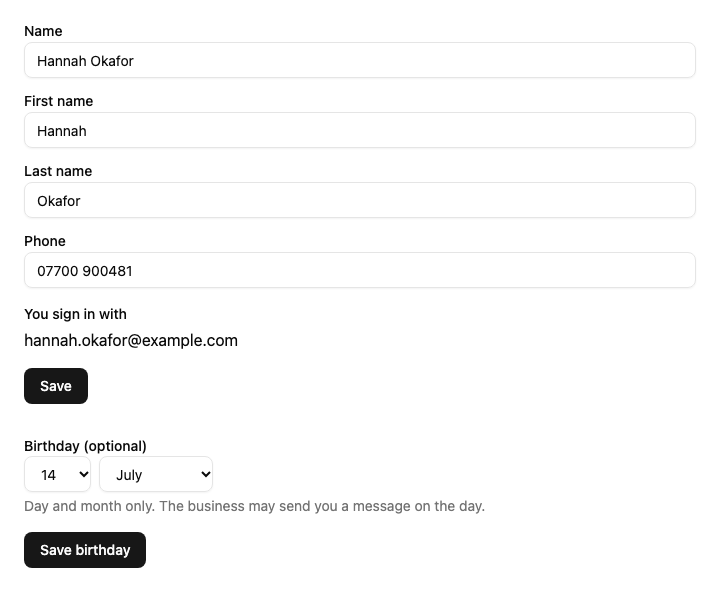 Name
Hannah Okafor
First name
Hannah
Last name
Okafor
Phone
07700 900481
You sign in with
hannah.okafor@example.com
Save
Birthday (optional)
14 July
Day and month only. The business may send you a message on the day.
Save birthday